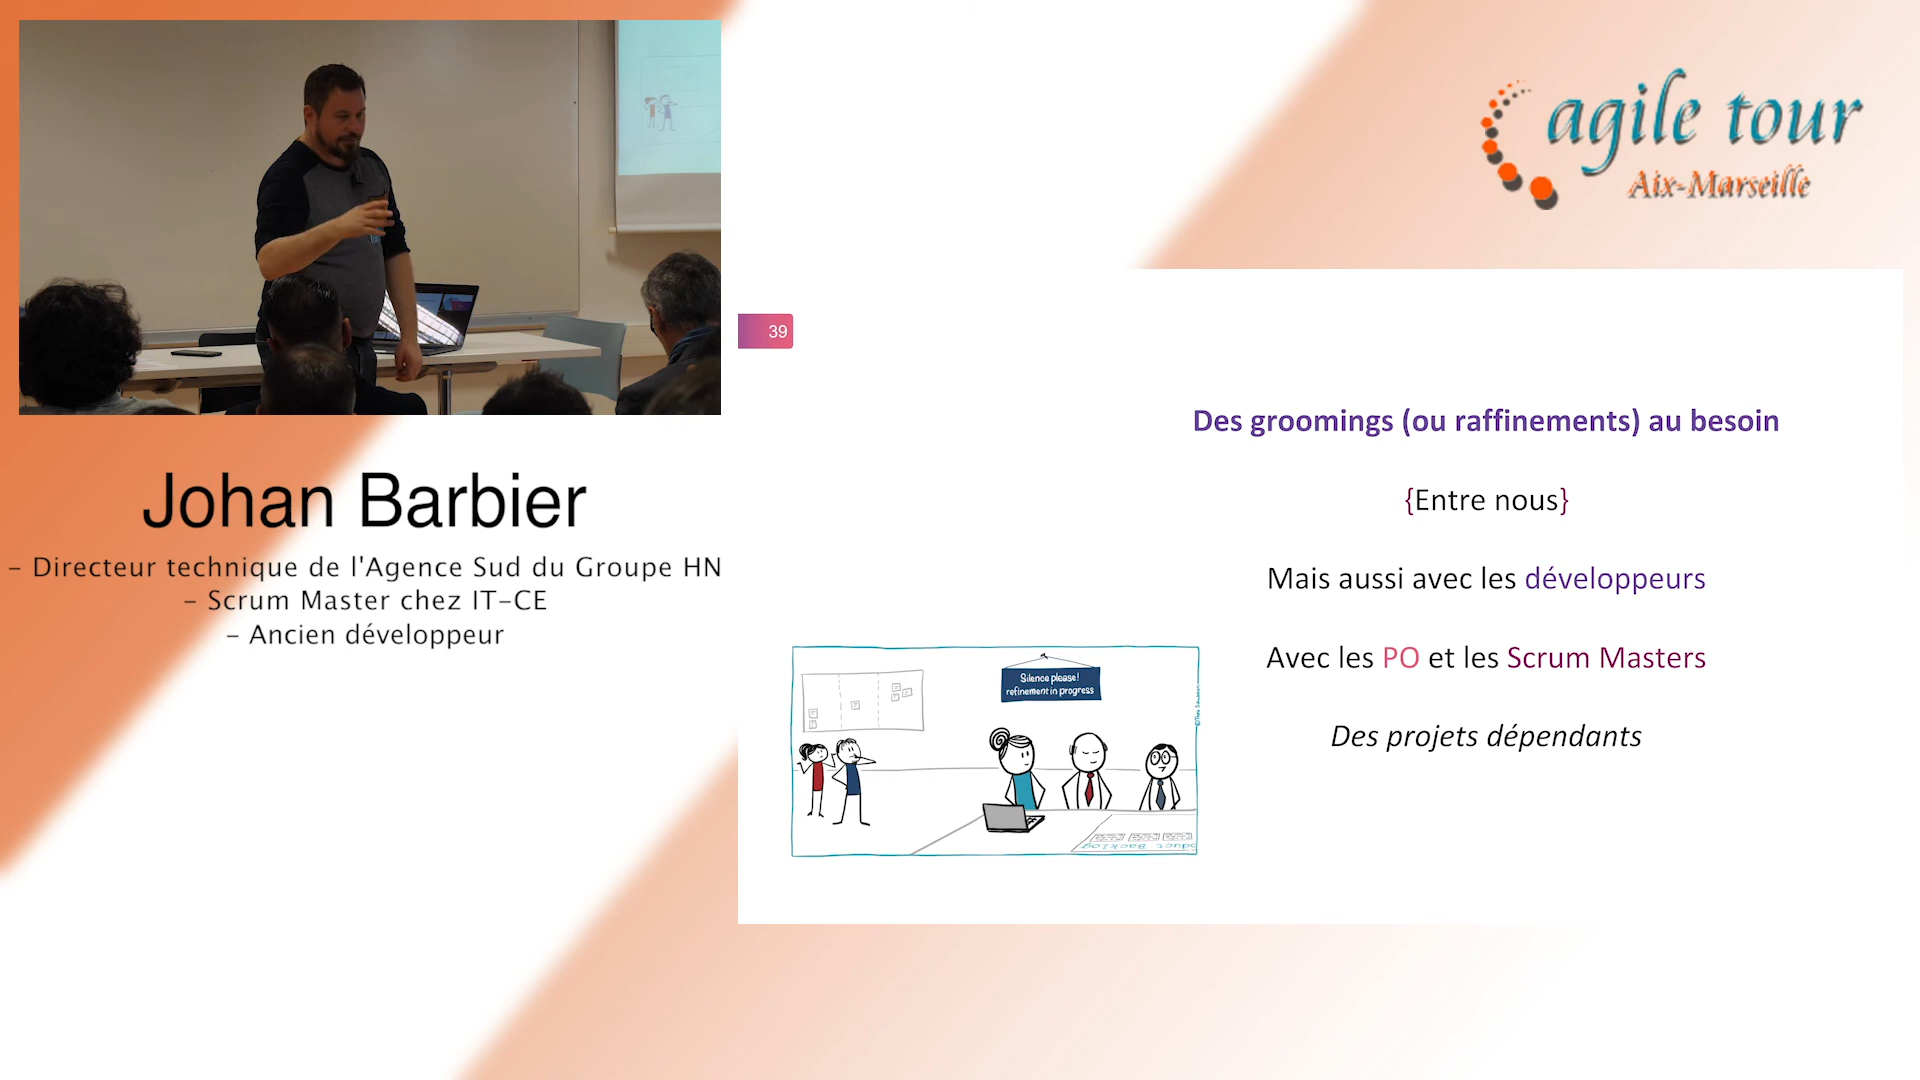 agile tour
Aix-Marseille
39
Des groomings (ou raffinements) au besoin
{Entre nous}
Mais aussi avec les développeurs
Avec les PO et les Scrum Masters
Des projets dépendants
Silence please!
refinement in progress
duct Backlog
Johan Barbier
- Directeur technique de l'Agence Sud du Groupe HN
- Scrum Master chez IT-CE
- Ancien développeur